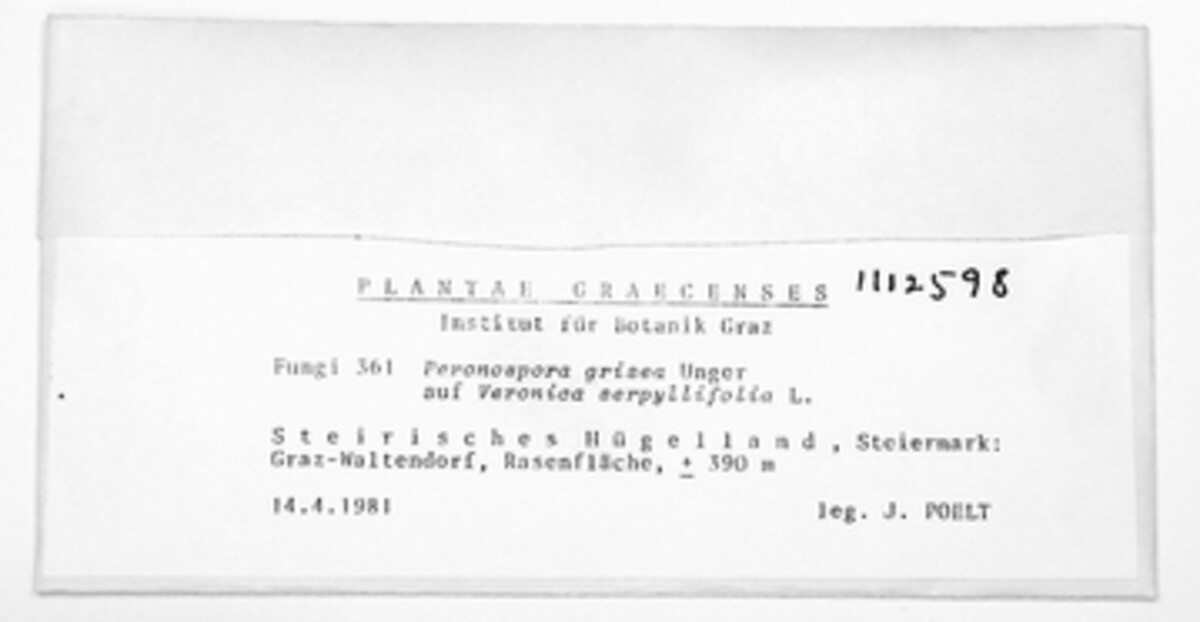 PLANTAE GRAECENSES 1112598
Institut für Botanik Graz
Fungi 361 Peronospora grisea Unger
auf Veronica serpyllifolia L.
Steirisches Hügelland, Steiermark:
Graz-Waltendorf, Rasenfläche, ± 390 m
14.4.1981 leg. J. POELT